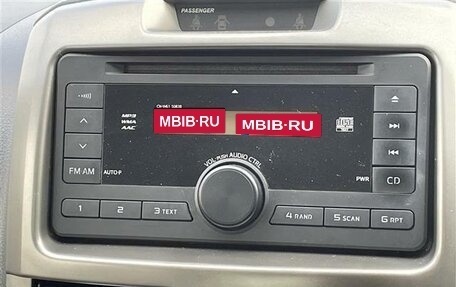 PASSENGER
MP3
WMA
AAC
MBIB.RU
MBIB.RU
VOL PUSH AUDIO CTRL
FM AM
AUTO-P
PWR
CD
1
2
3 TEXT
4 RAND
5 SCAN
6 RPT